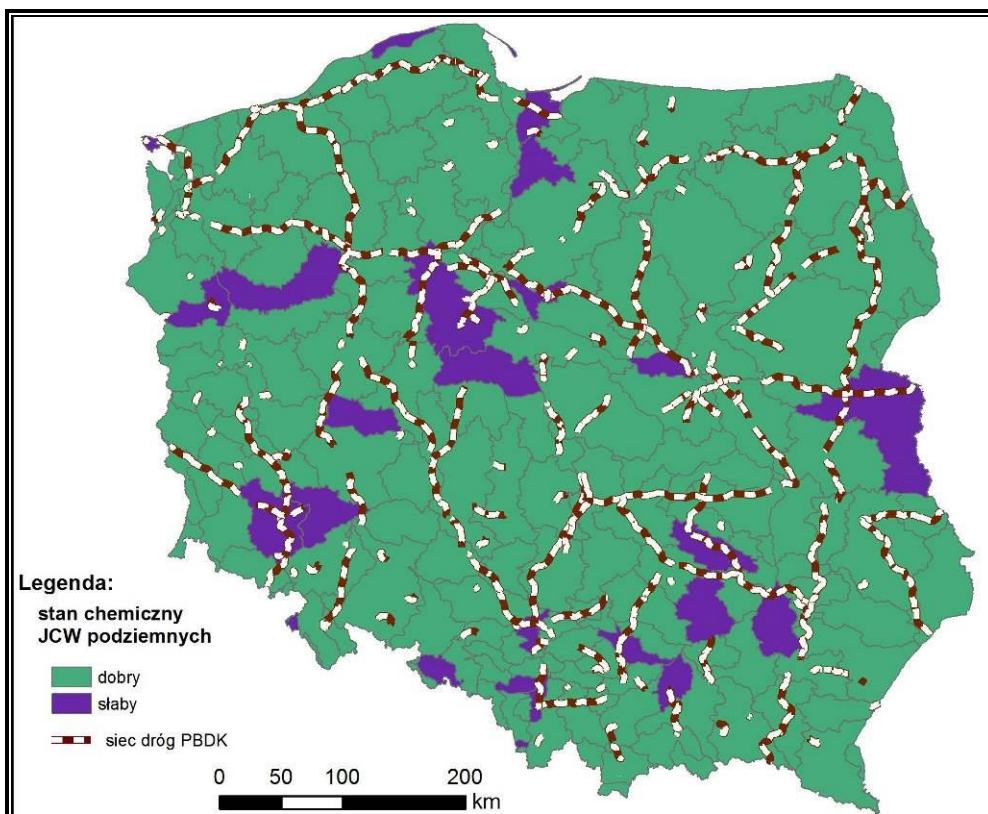 Legenda:
stan chemiczny
JCW podziemnych
dobry
słaby
siec dróg PBDK
0 50 100 200
km